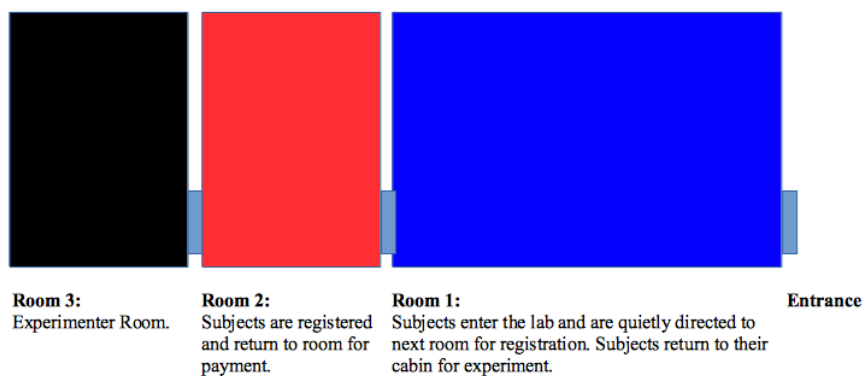 Room 3:
Experimenter Room.
Room 2:
Subjects are registered
and return to room for
payment.
Room 1:
Subjects enter the lab and are quietly directed to
next room for registration. Subjects return to their
cabin for experiment.
Entrance